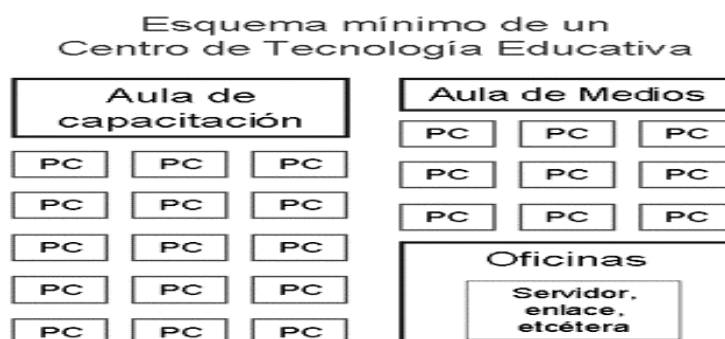 Esquema mínimo de un
Centro de Tecnología Educativa
Aula de
capacitación
PC PC PC
PC PC PC
PC PC PC
PC PC PC
PC PC PC
Aula de Medios
PC PC PC
PC PC PC
PC PC PC
Oficinas
Servidor,
enlace,
etcétera